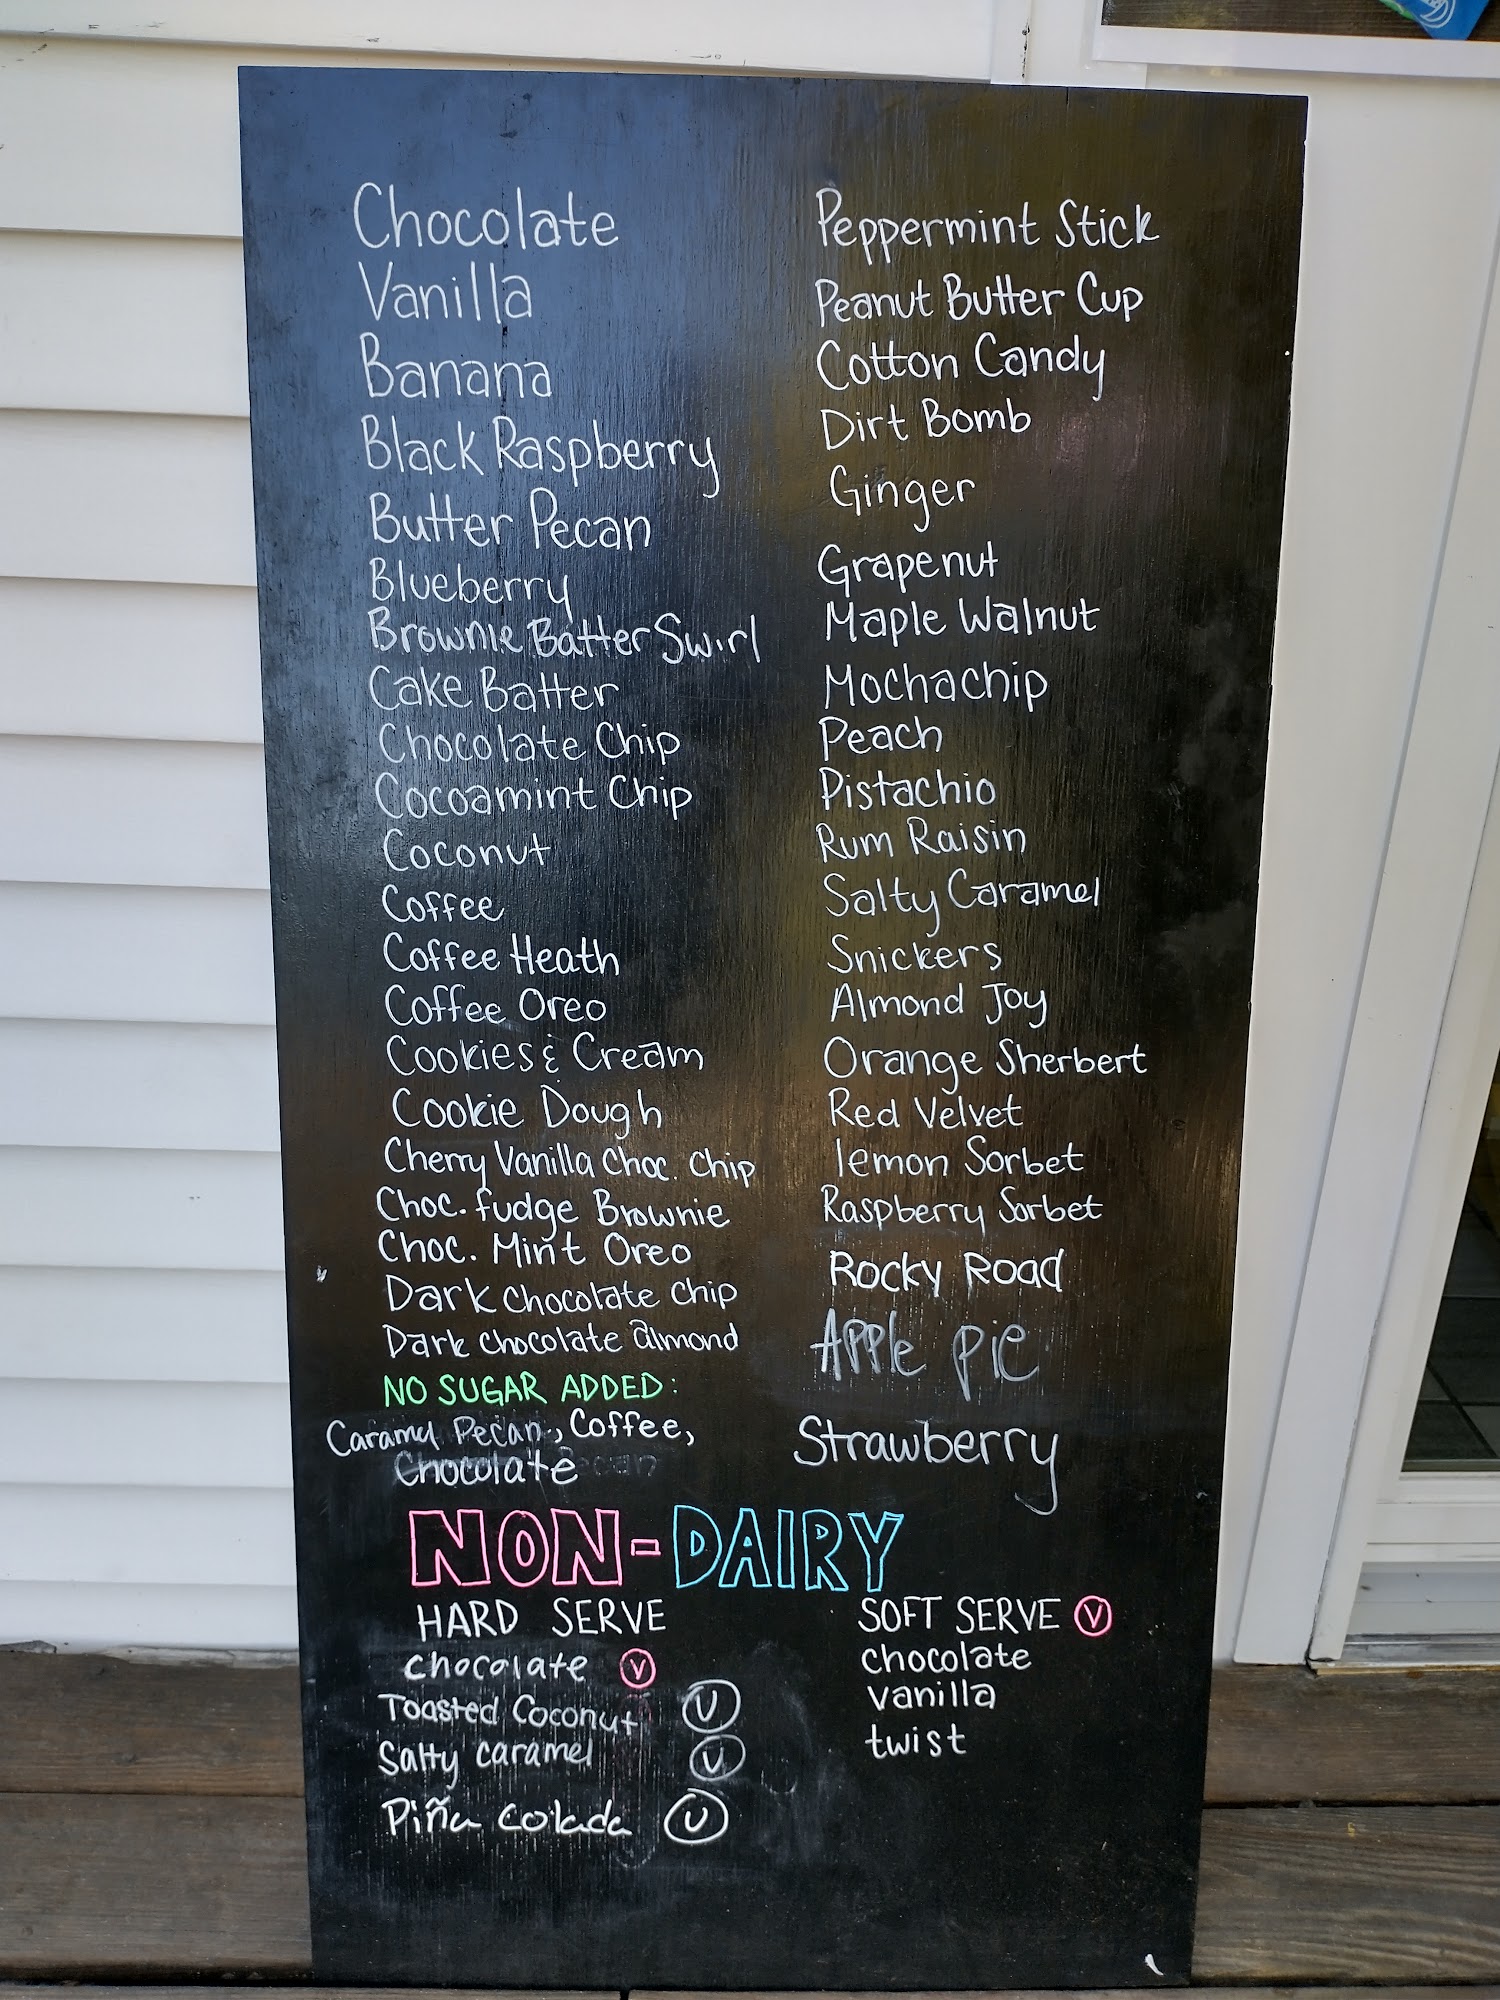 Chocolate
Vanilla
Banana
Black Raspberry
Butter Pecan
Blueberry
Brownie Batter Swirl
Cake Batter
Chocolate Chip
Cocoamint Chip
Coconut
Coffee
Coffee Heath
Coffee Oreo
Cookies & Cream
Cookie Dough
Cherry Vanilla Choc. Chip
Choc. fudge Brownie
Choc. Mint Oreo
Dark Chocolate Chip
Dark chocolate almond
NO SUGAR ADDED:
Caramel Pecan, Coffee,
Chocolate
Peppermint Stick
Peanut Butter Cup
Cotton Candy
Dirt Bomb
Ginger
Grapenut
Maple Walnut
Mochachip
Peach
Pistachio
Rum Raisin
Salty Caramel
Snickers
Almond Joy
Orange Sherbert
Red Velvet
lemon Sorbet
Raspberry Sorbet
Rocky Road
Apple pie
Strawberry
NON-DAIRY
HARD SERVE
chocolate V
Toasted Coconut V
Salty caramel V
Piña colada V
SOFT SERVE V
chocolate
vanilla
twist